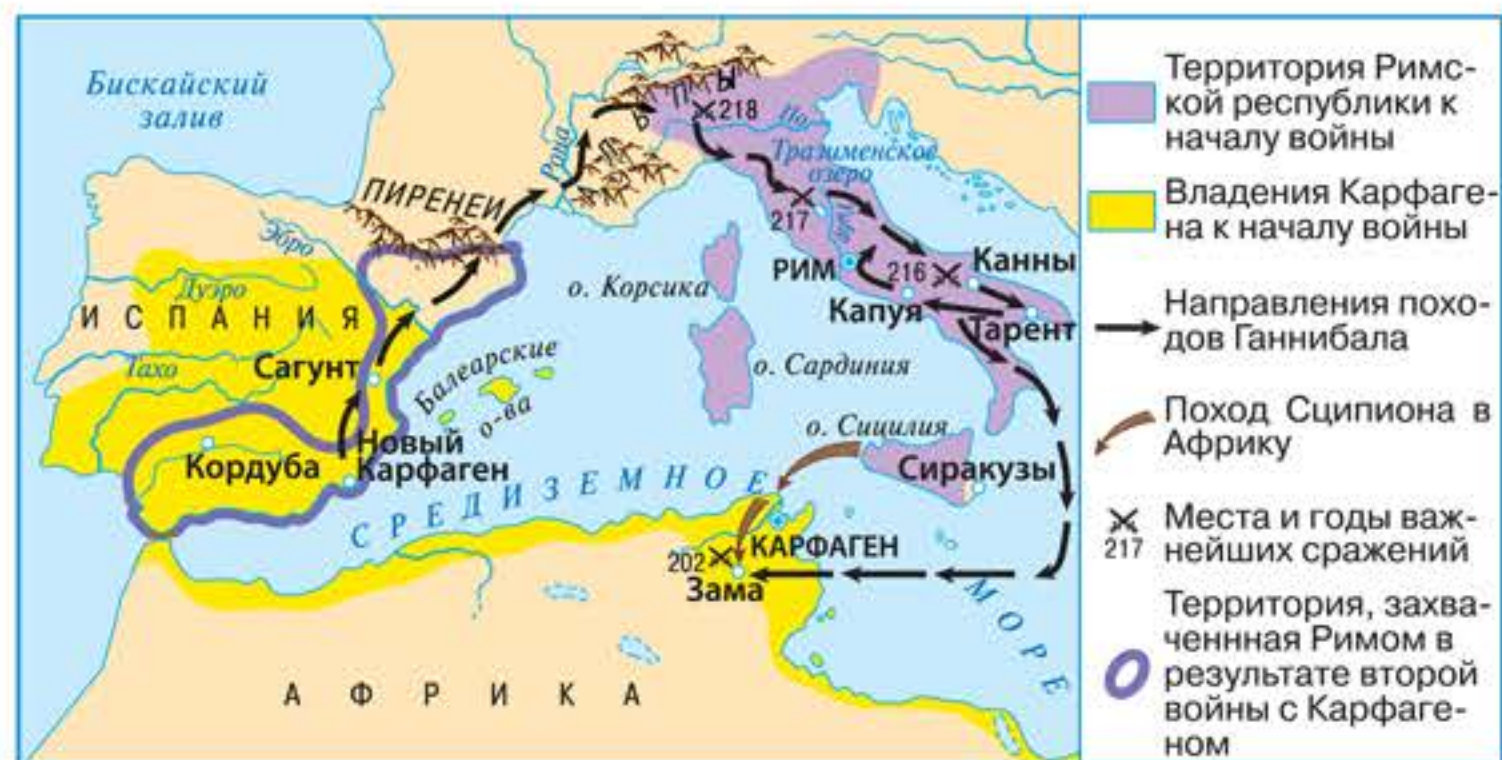 Бискайский
залив
ПИРЕНЕИ
Рона
АЛЬПЫ
218
По
Тразименское
озеро
217
Тибр
РИМ
216
Канны
Капуя
Тарент
о. Корсика
о. Сардиния
о. Сицилия
Сиракузы
Эбро
Дуэро
ИСПАНИЯ
Тахо
Сагунт
Балеарские
о-ва
Новый
Карфаген
Кордуба
СРЕДИЗЕМНОЕ
МОРЕ
КАРФАГЕН
202
Зама
АФРИКА
Территория Римс-
кой республики к
началу войны
Владения Карфаге-
на к началу войны
Направления похо-
дов Ганнибала
Поход Сципиона в
Африку
217
Места и годы важ-
нейших сражений
Территория, захва-
ченнная Римом в
результате второй
войны с Карфаге-
ном